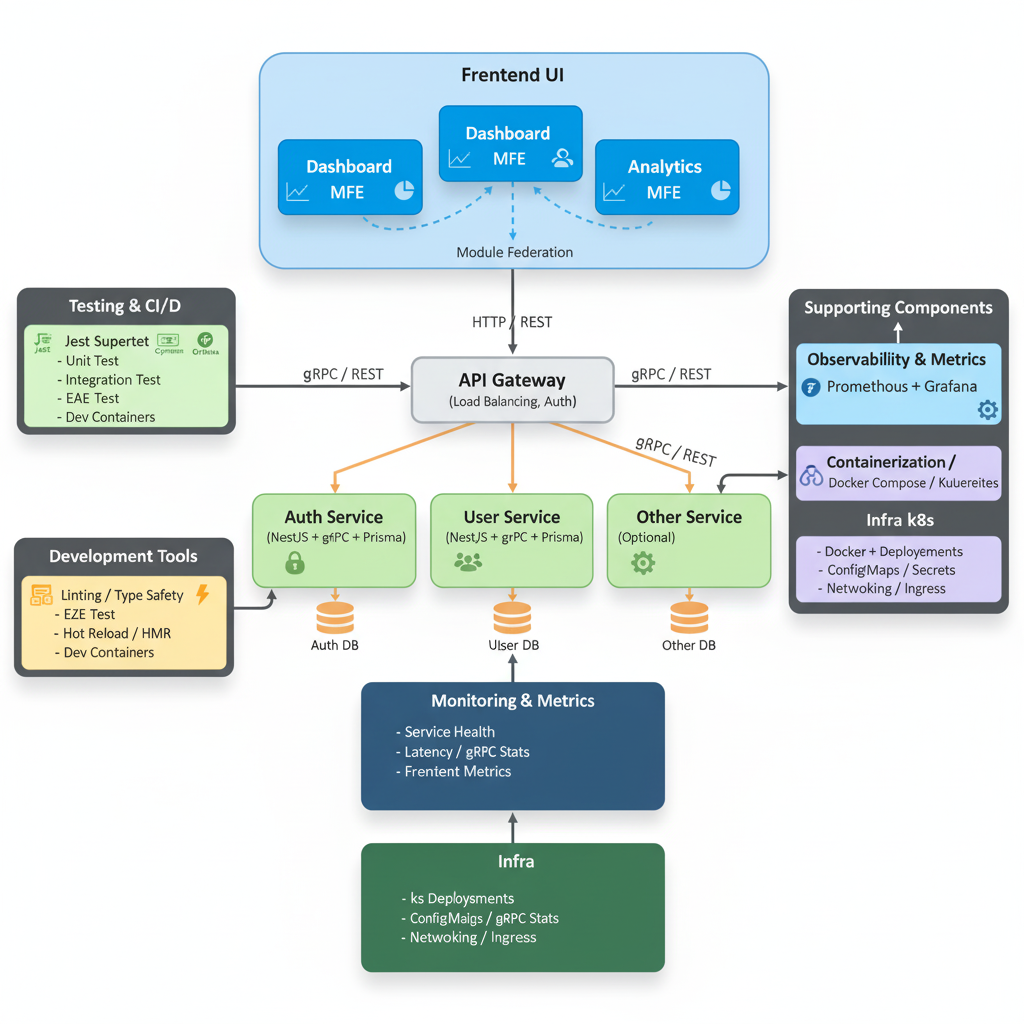 Frentend UI
Dashboard
MFE
Dashboard
MFE
Analytics
MFE
Module Federation
HTTP / REST
Testing & CI/D
Jest Supertet
Jest
- Unit Test
- Integration Test
- EAE Test
- Dev Containers
gRPC / REST
API Gateway
(Load Balancing, Auth)
gRPC / REST
gRPC / REST
Supporting Components
Observability & Metrics
Promethous + Grafana
Containerization /
Docker Compose / Kuluereites
Infra k8s
- Docker + Deployements
- ConfigMaps / Secrets
- Netwoking / Ingress
Auth Service
(NestJS + gfiPC + Prisma)
User Service
(NestJS + grPC + Prisma)
Other Service
(Optional)
Auth DB
Ulser DB
Other DB
Development Tools
Linting / Type Safety
- EZE Test
- Hot Reload / HMR
- Dev Containers
Monitoring & Metrics
- Service Health
- Latency / gRPC Stats
- Frentent Metrics
Infra
- ks Deploysments
- ConfigMaigs / gRPC Stats
- Netwoking / Ingress